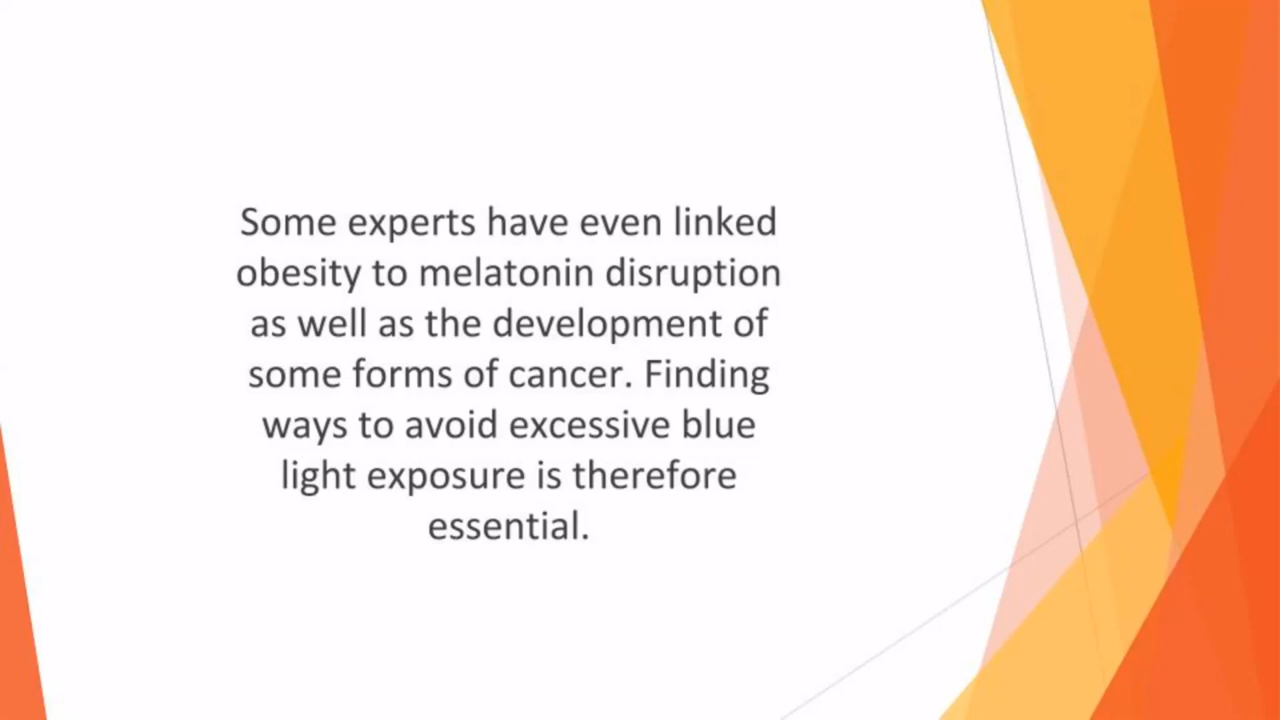 Some experts have even linked
obesity to melatonin disruption
as well as the development of
some forms of cancer. Finding
ways to avoid excessive blue
light exposure is therefore
essential.